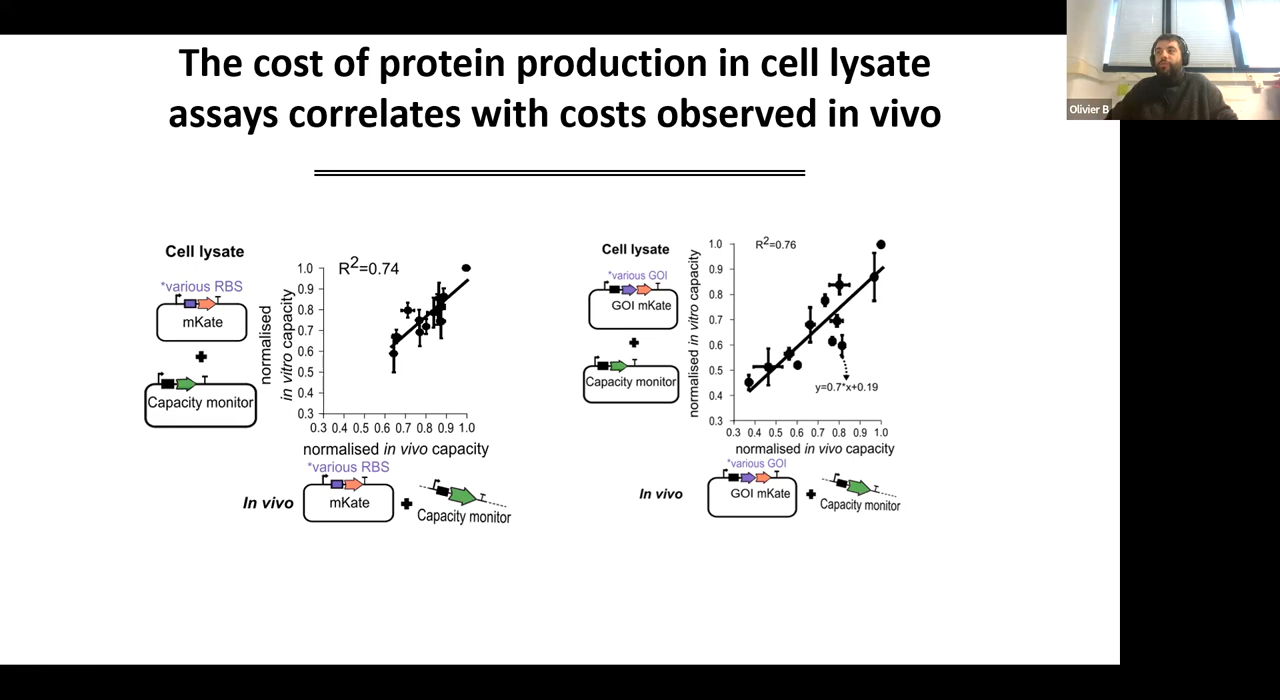 The cost of protein production in cell lysate
assays correlates with costs observed in vivo
Olivier B
Cell lysate
*various RBS
mKate
Capacity monitor
R2=0.74
normalised
in vitro capacity
1.0
0.9
0.8
0.7
0.6
0.5
0.4
0.3
0.3 0.4 0.5 0.6 0.7 0.8 0.9 1.0
normalised in vivo capacity
*various RBS
In vivo
mKate
Capacity monitor
Cell lysate
*various GOI
GOI mKate
Capacity monitor
R2=0.76
normalised in vitro capacity
1.0
0.9
0.8
0.7
0.6
0.5
0.4
0.3
y=0.7*x+0.19
0.3 0.4 0.5 0.6 0.7 0.8 0.9 1.0
normalised in vivo capacity
*various GOI
In vivo
GOI mKate
Capacity monitor